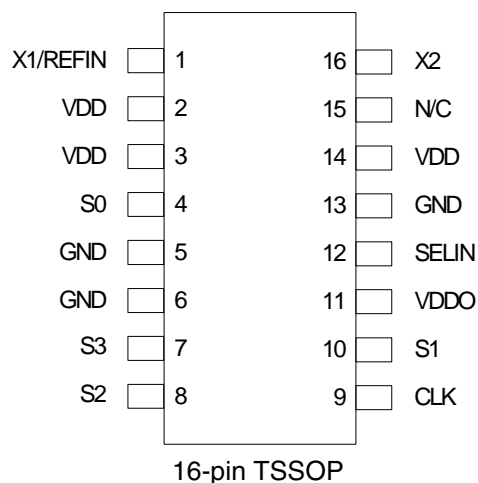 X1/REFIN 1 16 X2
VDD 2 15 N/C
VDD 3 14 VDD
S0 4 13 GND
GND 5 12 SELIN
GND 6 11 VDDO
S3 7 10 S1
S2 8 9 CLK
16-pin TSSOP